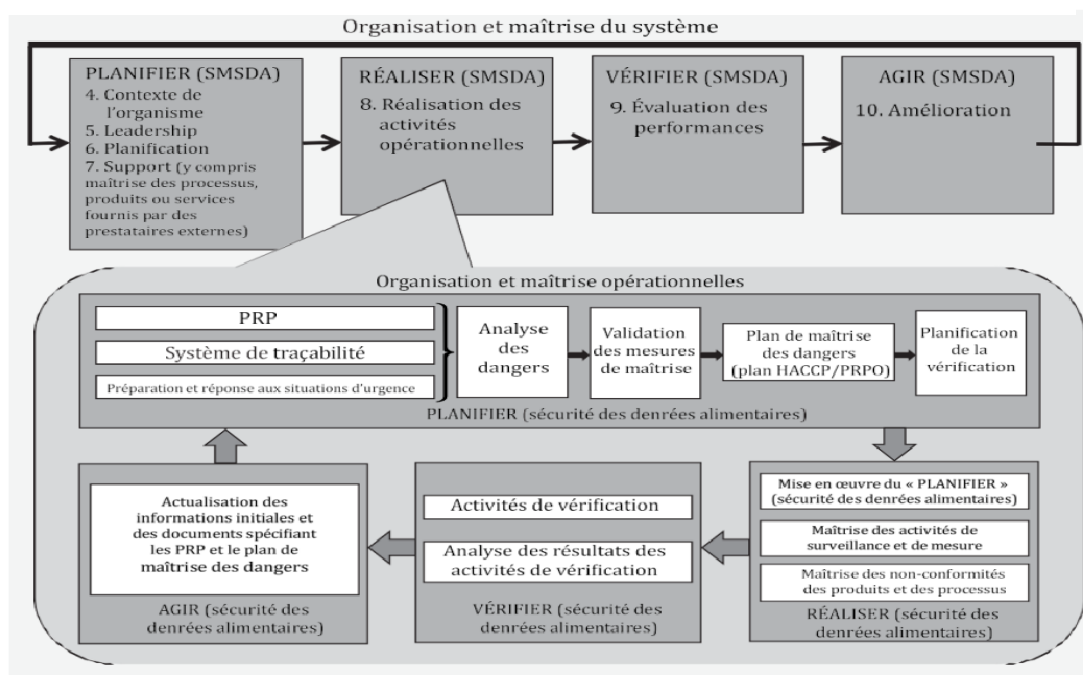 Organisation et maîtrise du système
PLANIFIER (SMSDA)
4. Contexte de
l'organisme
5. Leadership
6. Planification
7. Support (y compris
maîtrise des processus,
produits ou services
fournis par des
prestataires externes)
RÉALISER (SMSDA)
8. Réalisation des
activités
opérationnelles
VÉRIFIER (SMSDA)
9. Évaluation des
performances
AGIR (SMSDA)
10. Amélioration
Organisation et maîtrise opérationnelles
PRP
Système de traçabilité
Préparation et réponse aux situations d'urgence
Analyse
des
dangers
Validation
des mesures
de maîtrise
Plan de maîtrise
des dangers
(plan HACCP/PRPO)
Planification
de la
vérification
PLANIFIER (sécurité des denrées alimentaires)
Mise en œuvre du « PLANIFIER »
(sécurité des denrées alimentaires)
Maîtrise des activités de
surveillance et de mesure
Maîtrise des non-conformités
des produits et des processus
RÉALISER (sécurité des
denrées alimentaires)
Activités de vérification
Analyse des résultats des
activités de vérification
VÉRIFIER (sécurité des
denrées alimentaires)
Actualisation des
informations initiales et
des documents spécifiant
les PRP et le plan de
maîtrise des dangers
AGIR (sécurité des
denrées alimentaires)